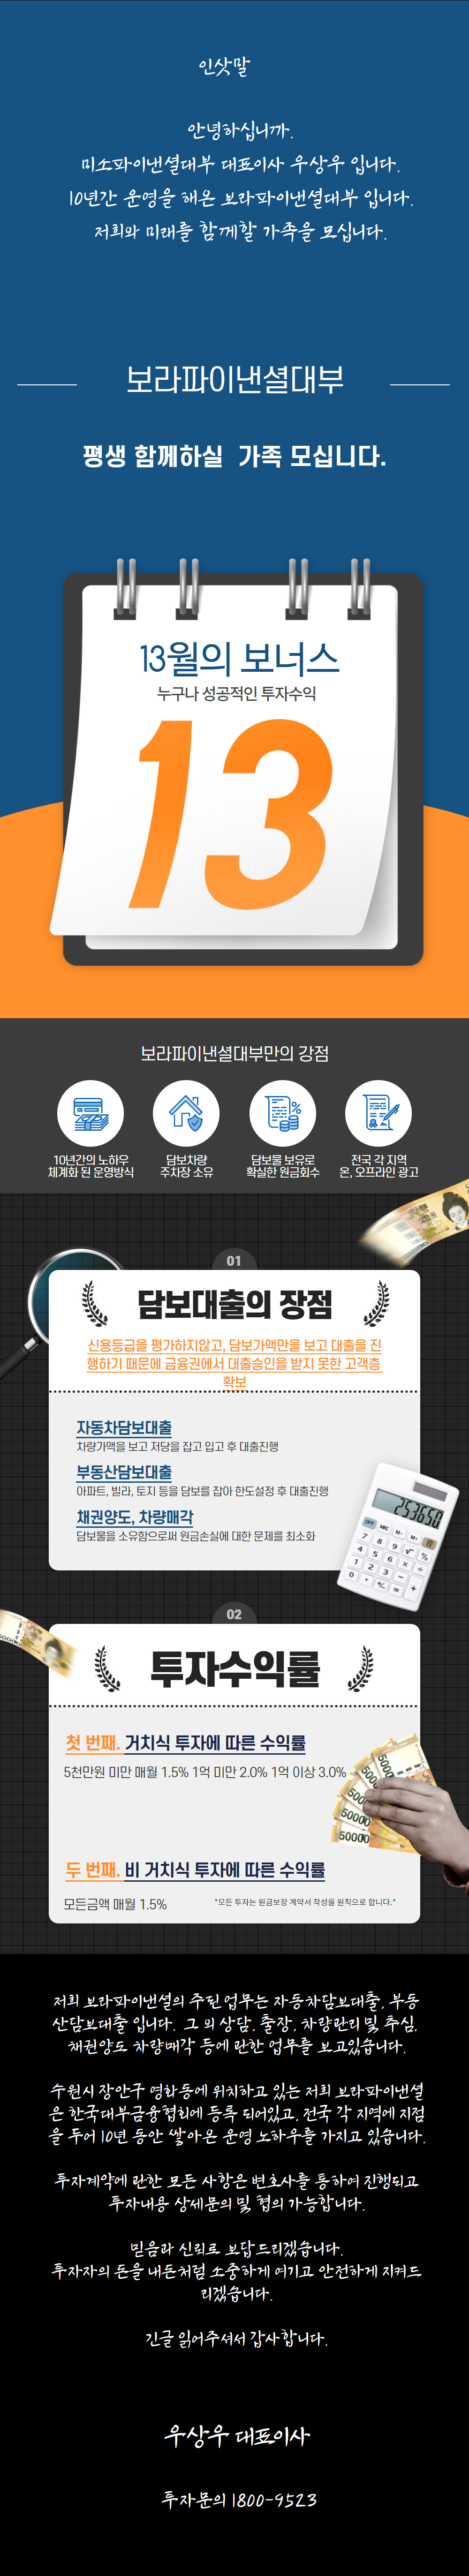 인삿말
안녕하십니까.
미소파이낸셜대부 대표이사 우상우 입니다.
10년간 운영을 해온 보라파이낸셜대부 입니다.
저희와 미래를 함께할 가족을 모십니다.
보라파이낸셜대부
평생 함께하실 가족 모십니다.
13월의 보너스
누구나 성공적인 투자수익
13
보라파이낸셜대부만의 강점
10년간의 노하우
체계화 된 운영방식
담보차량
주차장 소유
담보물 보유로
확실한 원금회수
전국 각 지역
온, 오프라인 광고
01
담보대출의 장점
신용등급을 평가하지않고, 담보가액만을 보고 대출을 진
행하기 때문에 금융권에서 대출승인을 받지 못한 고객층
확보
자동차담보대출
차량가액을 보고 저당을 잡고 입고 후 대출진행
부동산담보대출
아파트, 빌라, 토지 등을 담보를 잡아 한도설정 후 대출진행
채권양도, 차량매각
담보물을 소유함으로써 원금손실에 대한 문제를 최소화
253650
OFF MRC M- M+
7 8 9 √ %
4 5 6 × ÷
1 2 3 −
0 · +/- = +
02
투자수익률
첫 번째. 거치식 투자에 따른 수익률
5천만원 미만 매월 1.5% 1억 미만 2.0% 1억 이상 3.0%
50000
두 번째. 비 거치식 투자에 따른 수익률
모든금액 매월 1.5%
"모든 투자는 원금보장 계약서 작성을 원칙으로 합니다."
저희 보라파이낸셜의 주된 업무는 자동차담보대출, 부동
산담보대출 입니다. 그 외 상담, 출장, 차량관리 및 추심,
채권양도 차량매각 등에 관한 업무를 보고있습니다.
수원시 장안구 영화동에 위치하고 있는 저희 보라파이낸셜
은 한국대부금융협회에 등록 되어있고, 전국 각 지역에 지점
을 두어 10년 동안 쌓아온 운영 노하우를 가지고 있습니다.
투자계약에 관한 모든 사항은 변호사를 통하여 진행되고
투자내용 상세문의 및 협의 가능합니다.
믿음과 신뢰로 보답드리겠습니다.
투자자의 돈을 내돈처럼 소중하게 여기고 안전하게 지켜드
리겠습니다.
긴글 읽어주셔서 감사합니다.
우상우 대표이사
투자문의 1800-9523